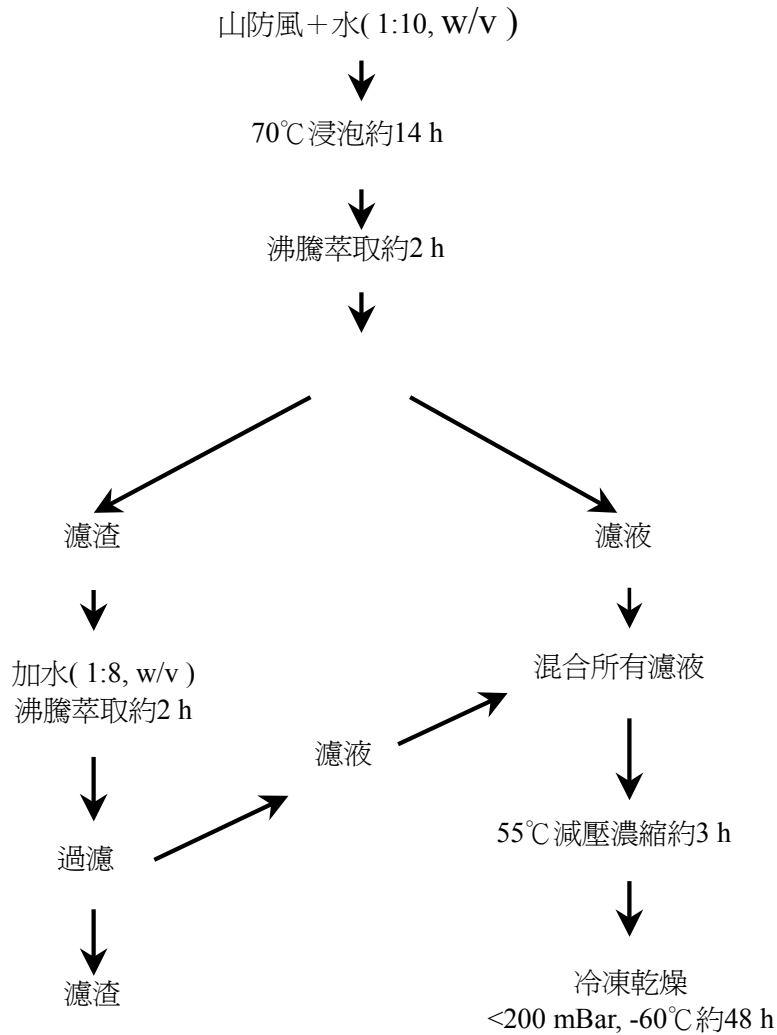 山防風＋水( 1:10, w/v )
70℃浸泡約14 h
沸騰萃取約2 h
濾渣
濾液
加水( 1:8, w/v )
沸騰萃取約2 h
混合所有濾液
濾液
過濾
55℃減壓濃縮約3 h
濾渣
冷凍乾燥
<200 mBar, -60℃約48 h